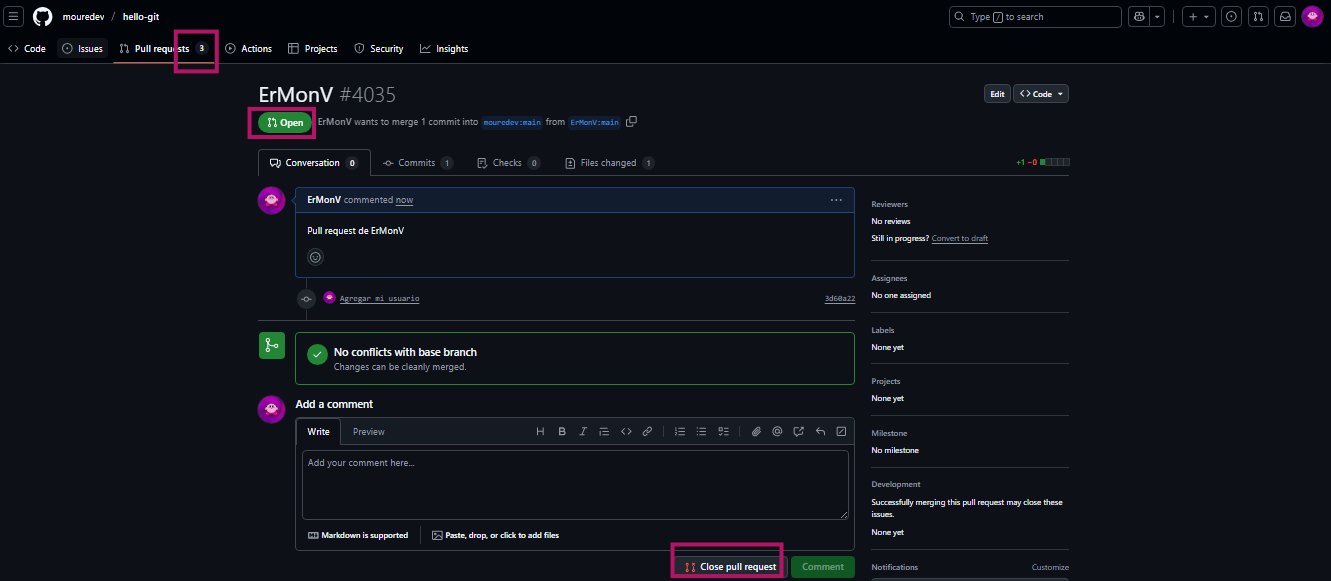 mouredev / hello-git
Type / to search
Code Issues Pull requests 3 Actions Projects Security Insights
ErMonV #4035
Edit Code
Open ErMonV wants to merge 1 commit into mouredev:main from ErMonV:main
Conversation 0 Commits 1 Checks 0 Files changed 1
+1 −0
ErMonV commented now
Pull request de ErMonV
Agregar mi usuario 3d60a22
No conflicts with base branch
Changes can be cleanly merged.
Add a comment
Write Preview
Add your comment here...
Markdown is supported Paste, drop, or click to add files
Close pull request Comment
Reviewers
No reviews
Still in progress? Convert to draft
Assignees
No one assigned
Labels
None yet
Projects
None yet
Milestone
No milestone
Development
Successfully merging this pull request may close these
issues.
None yet
Notifications Customize